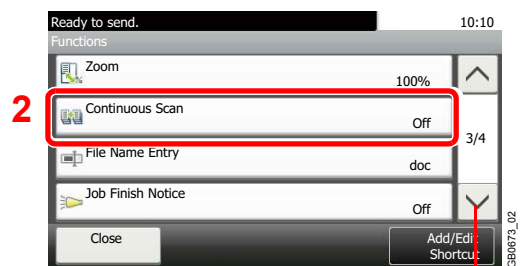 Ready to send.
10:10
Functions
Zoom
100%
2
Continuous Scan
Off
3/4
File Name Entry
doc
Job Finish Notice
Off
Close
Add/Edit
Shortcut
GB0673_02